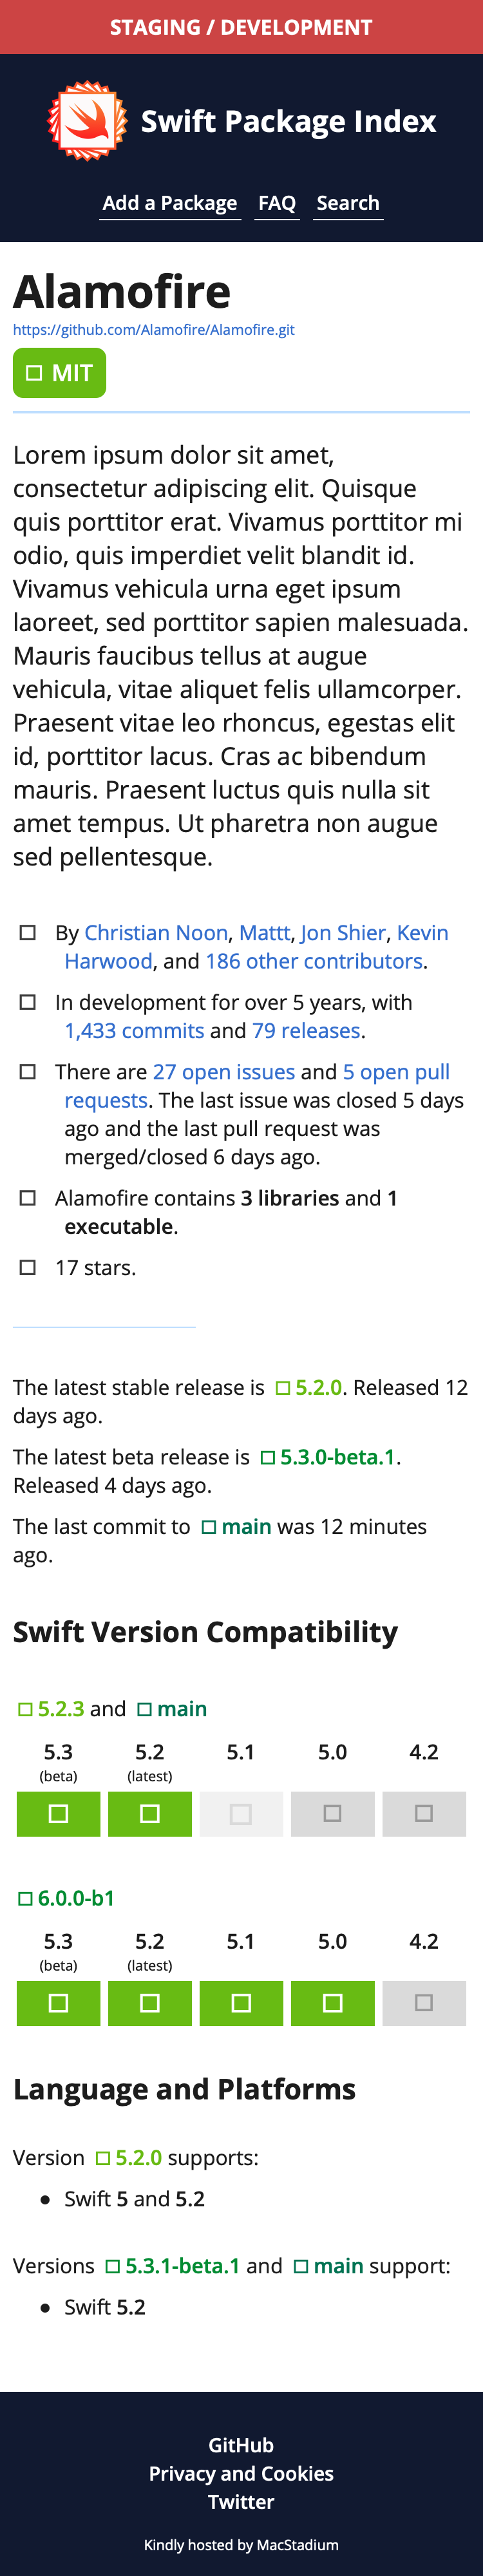 STAGING / DEVELOPMENT
Swift Package Index
Add a Package FAQ Search
Alamofire
https://github.com/Alamofire/Alamofire.git
MIT
Lorem ipsum dolor sit amet,
consectetur adipiscing elit. Quisque
quis porttitor erat. Vivamus porttitor mi
odio, quis imperdiet velit blandit id.
Vivamus vehicula urna eget ipsum
laoreet, sed porttitor sapien malesuada.
Mauris faucibus tellus at augue
vehicula, vitae aliquet felis ullamcorper.
Praesent vitae leo rhoncus, egestas elit
id, porttitor lacus. Cras ac bibendum
mauris. Praesent luctus quis nulla sit
amet tempus. Ut pharetra non augue
sed pellentesque.
By Christian Noon, Mattt, Jon Shier, Kevin
Harwood, and 186 other contributors.
In development for over 5 years, with
1,433 commits and 79 releases.
There are 27 open issues and 5 open pull
requests. The last issue was closed 5 days
ago and the last pull request was
merged/closed 6 days ago.
Alamofire contains 3 libraries and 1
executable.
17 stars.
The latest stable release is 5.2.0. Released 12
days ago.
The latest beta release is 5.3.0-beta.1.
Released 4 days ago.
The last commit to main was 12 minutes
ago.
Swift Version Compatibility
5.2.3 and main
5.3 5.2 5.1 5.0 4.2
(beta) (latest)
6.0.0-b1
5.3 5.2 5.1 5.0 4.2
(beta) (latest)
Language and Platforms
Version 5.2.0 supports:
• Swift 5 and 5.2
Versions 5.3.1-beta.1 and main support:
• Swift 5.2
GitHub
Privacy and Cookies
Twitter
Kindly hosted by MacStadium